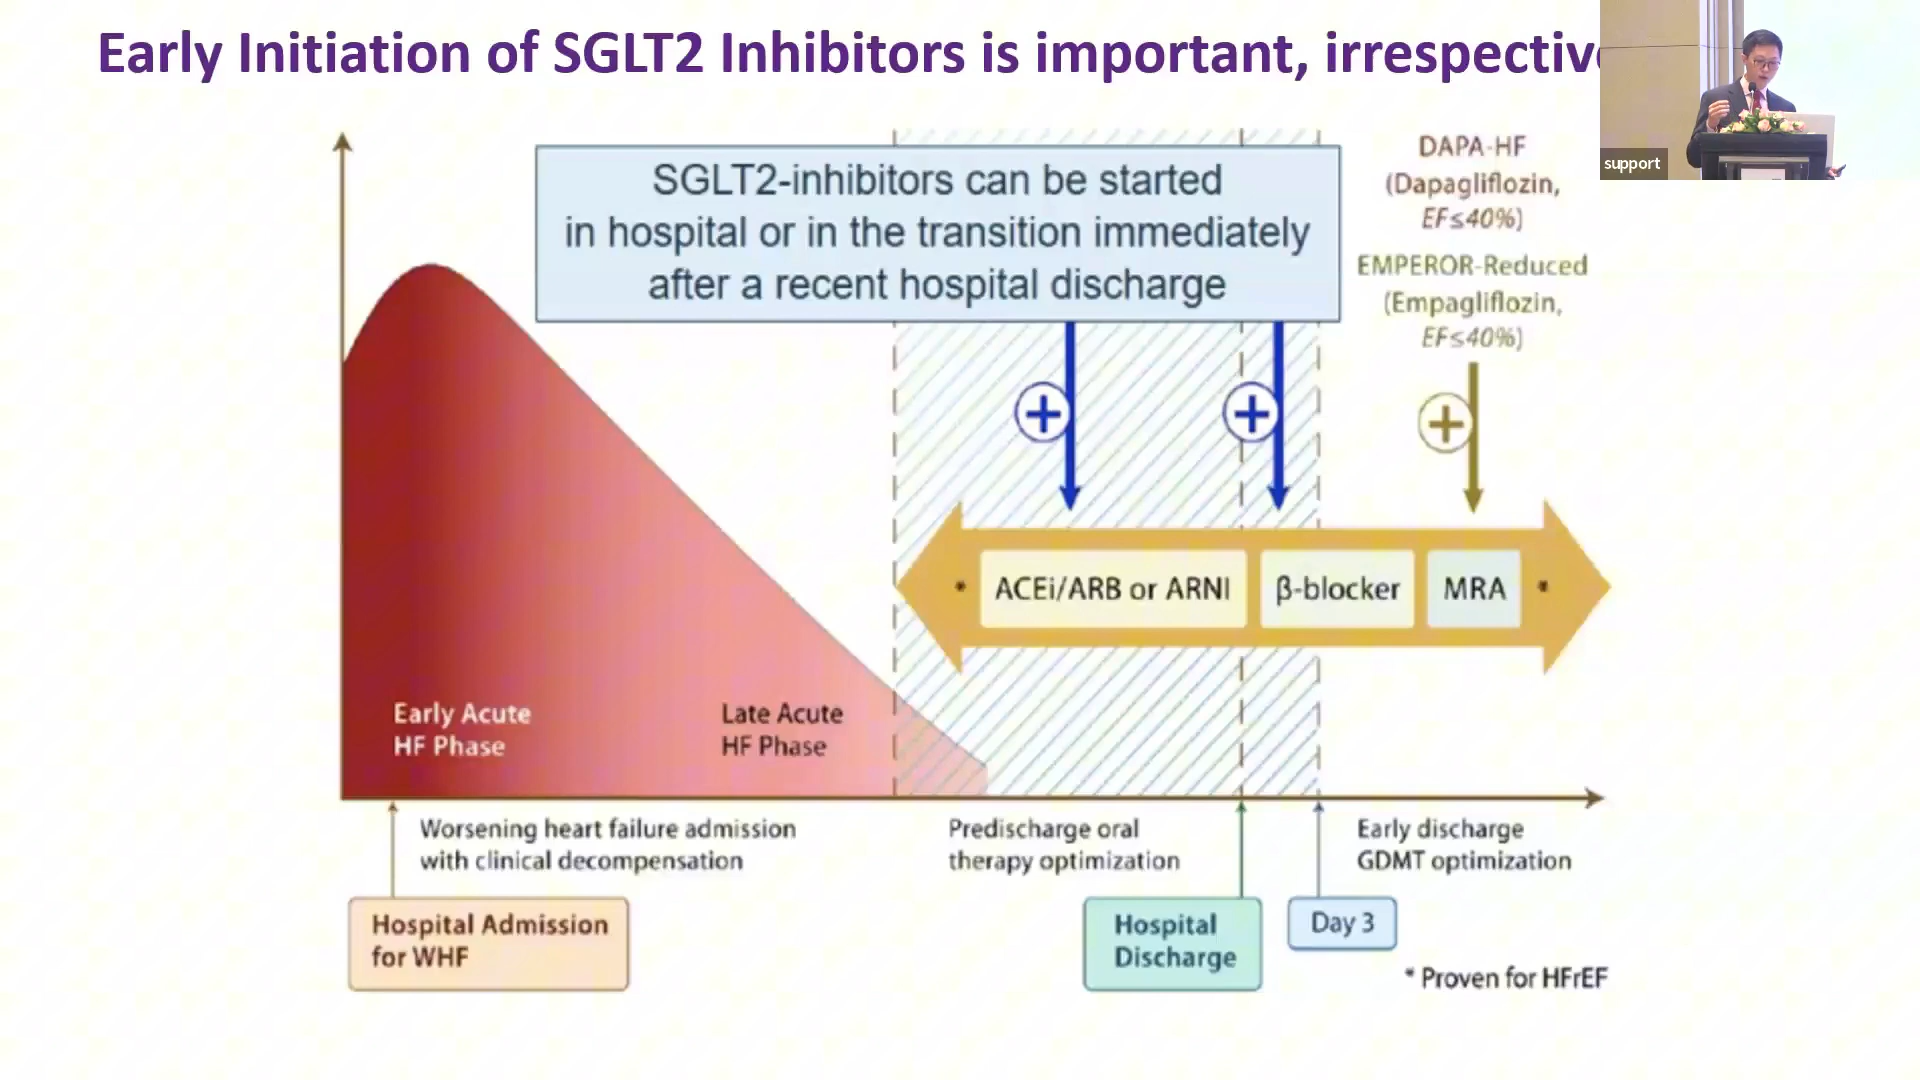 Early Initiation of SGLT2 Inhibitors is important,
support
SGLT2-inhibitors can be started
in hospital or in the transition immediately
after a recent hospital discharge
DAPA-HF
(Dapagliflozin,
EF≤40%)
EMPEROR-Reduced
(Empagliflozin,
EF≤40%)
* ACEi/ARB or ARNI β-blocker MRA *
Early Acute
HF Phase
Late Acute
HF Phase
Worsening heart failure admission
with clinical decompensation
Predischarge oral
therapy optimization
Early discharge
GDMT optimization
Hospital Admission
for WHF
Hospital
Discharge
Day 3
* Proven for HFrEF